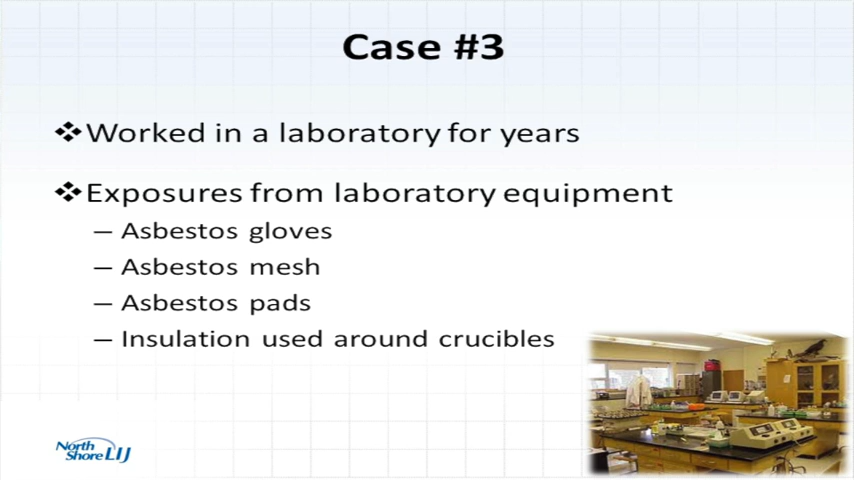 Case #3
❖Worked in a laboratory for years
❖Exposures from laboratory equipment
– Asbestos gloves
– Asbestos mesh
– Asbestos pads
– Insulation used around crucibles
North
Shore LIJ